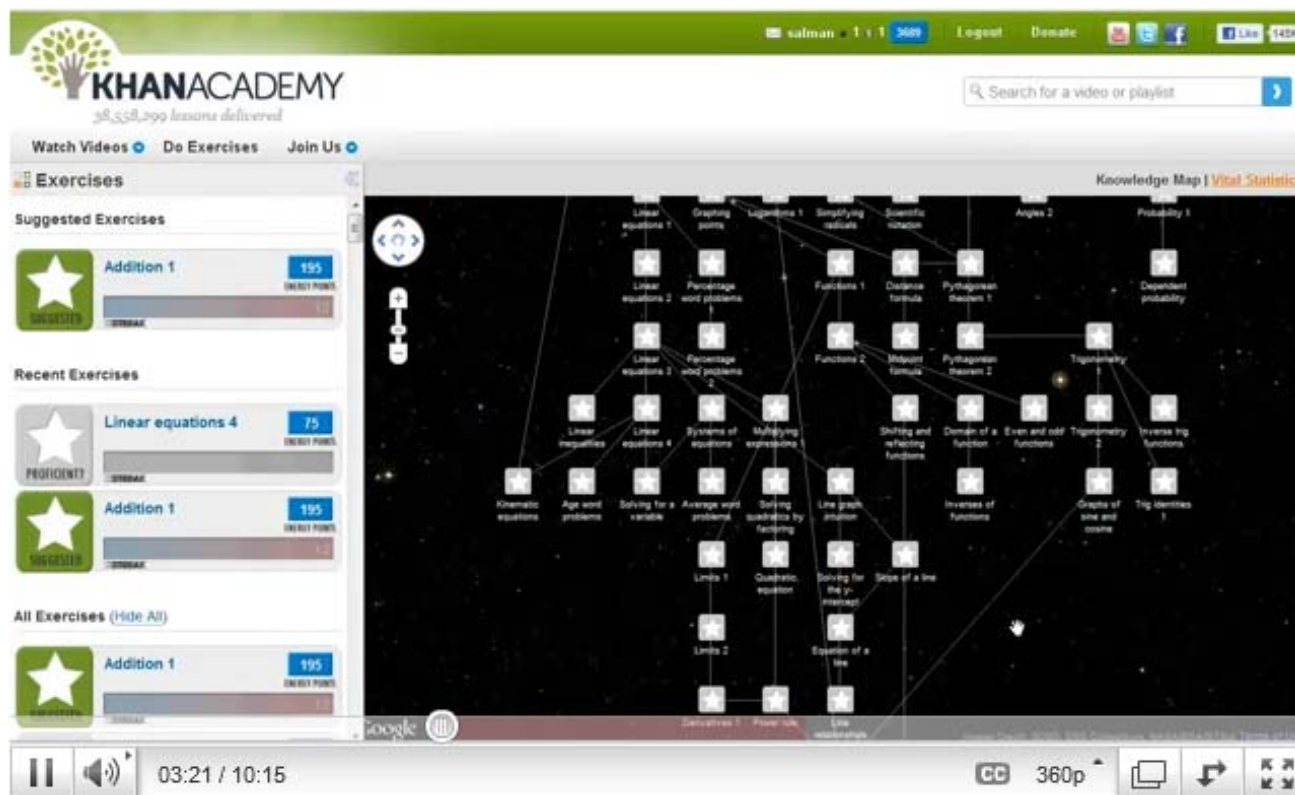 salman 1 1 3689 Logout Donate Like
KHANACADEMY
38,558,299 lessons delivered
Search for a video or playlist
Watch Videos Do Exercises Join Us
Exercises
Knowledge Map | Vital Statistic
Suggested Exercises
Addition 1 195
ENERGY POINTS
SUGGESTED STREAK
Recent Exercises
Linear equations 4 75
ENERGY POINTS
PROFICIENT? STREAK
Addition 1 195
ENERGY POINTS
SUGGESTED STREAK
All Exercises (Hide All)
Addition 1 195
ENERGY POINTS
Linear equations 1
Graphing points
Logarithms 1
Simplifying radicals
Scientific notation
Angles 2
Probability 1
Linear equations 2
Percentage word problems 1
Functions 1
Distance formula
Pythagorean theorem 1
Dependent probability
Linear equations 3
Percentage word problems 2
Functions 2
Midpoint formula
Pythagorean theorem 2
Trigonometry 1
Linear inequalities
Linear equations 4
Systems of equations
Multiplying expressions 1
Shifting and reflecting functions
Domain of a function
Even and odd functions
Trigonometry 2
Inverse trig functions
Kinematic equations
Age word problems
Solving for a variable
Average word problems
Solving quadratics by factoring
Line graph intuition
Inverses of functions
Graphs of sine and cosine
Trig identities 1
Limits 1
Quadratic equation
Solving for the y-intercept
Slope of a line
Limits 2
Equation of a line
Derivatives 1
Power rule
Line relationships
Google
03:21 / 10:15 CC 360p